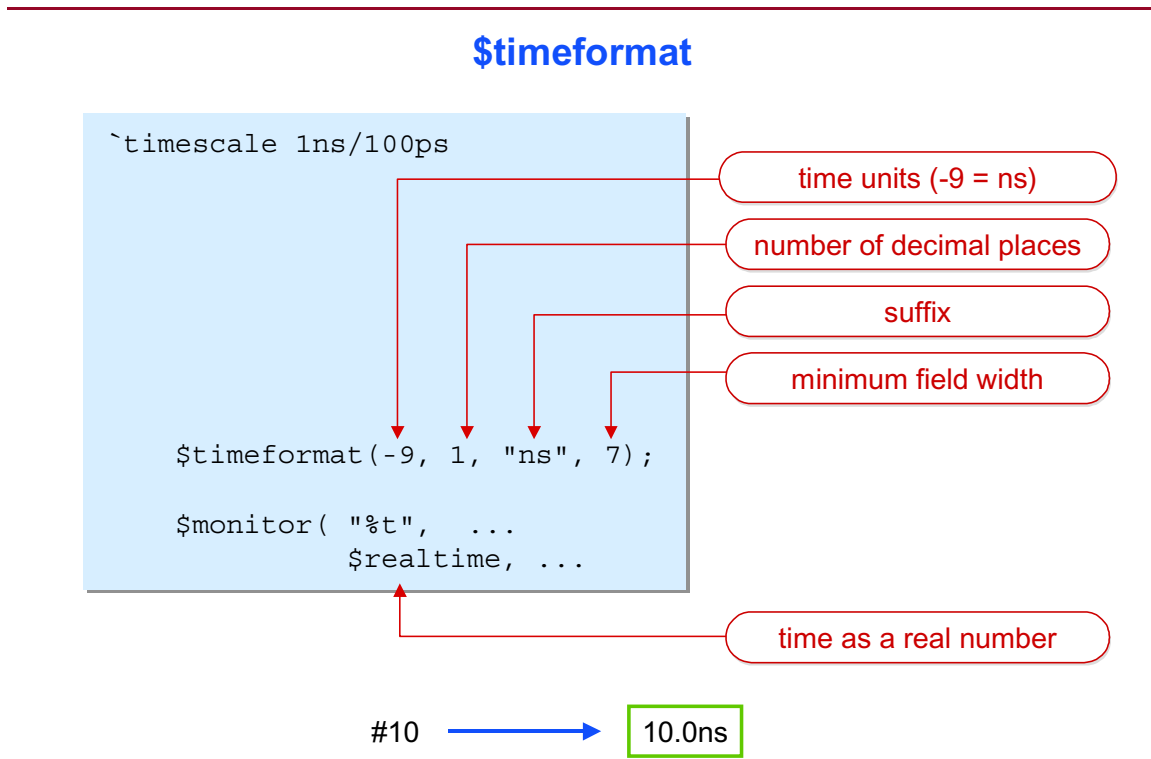 $timeformat
`timescale 1ns/100ps
time units (-9 = ns)
number of decimal places
suffix
minimum field width
$timeformat(-9, 1, "ns", 7);
$monitor( "%t", ...
$realtime, ...
time as a real number
#10
10.0ns